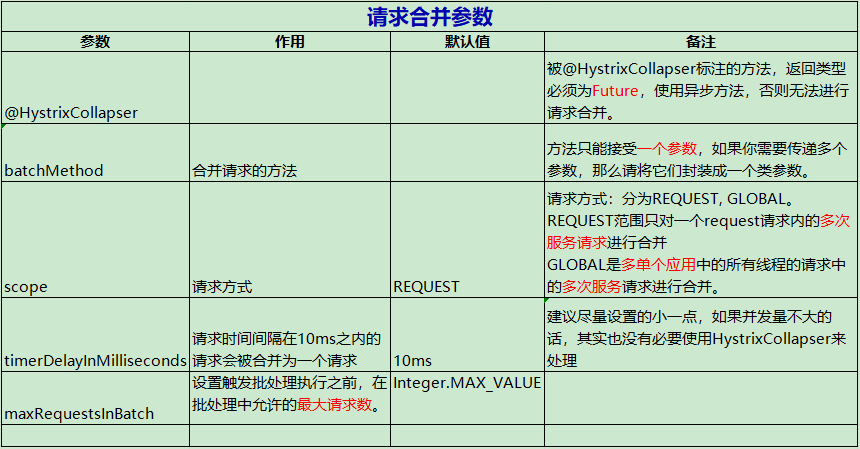 请求合并参数
参数 作用 默认值 备注
@HystrixCollapser
被@HystrixCollapser标注的方法，返回类型
必须为Future，使用异步方法，否则无法进行
请求合并。
batchMethod
合并请求的方法
方法只能接受一个参数，如果你需要传递多个
参数，那么请将它们封装成一个类参数。
scope
请求方式
REQUEST
请求方式：分为REQUEST, GLOBAL。
REQUEST范围只对一个request请求内的多次
服务请求进行合并
GLOBAL是多单个应用中的所有线程的请求中
的多次服务请求进行合并。
timerDelayInMilliseconds
请求时间间隔在10ms之内的
请求会被合并为一个请求
10ms
建议尽量设置的小一点，如果并发量不大的
话，其实也没有必要使用HystrixCollapser来
处理
maxRequestsInBatch
设置触发批处理执行之前，在
批处理中允许的最大请求数。
Integer.MAX_VALUE